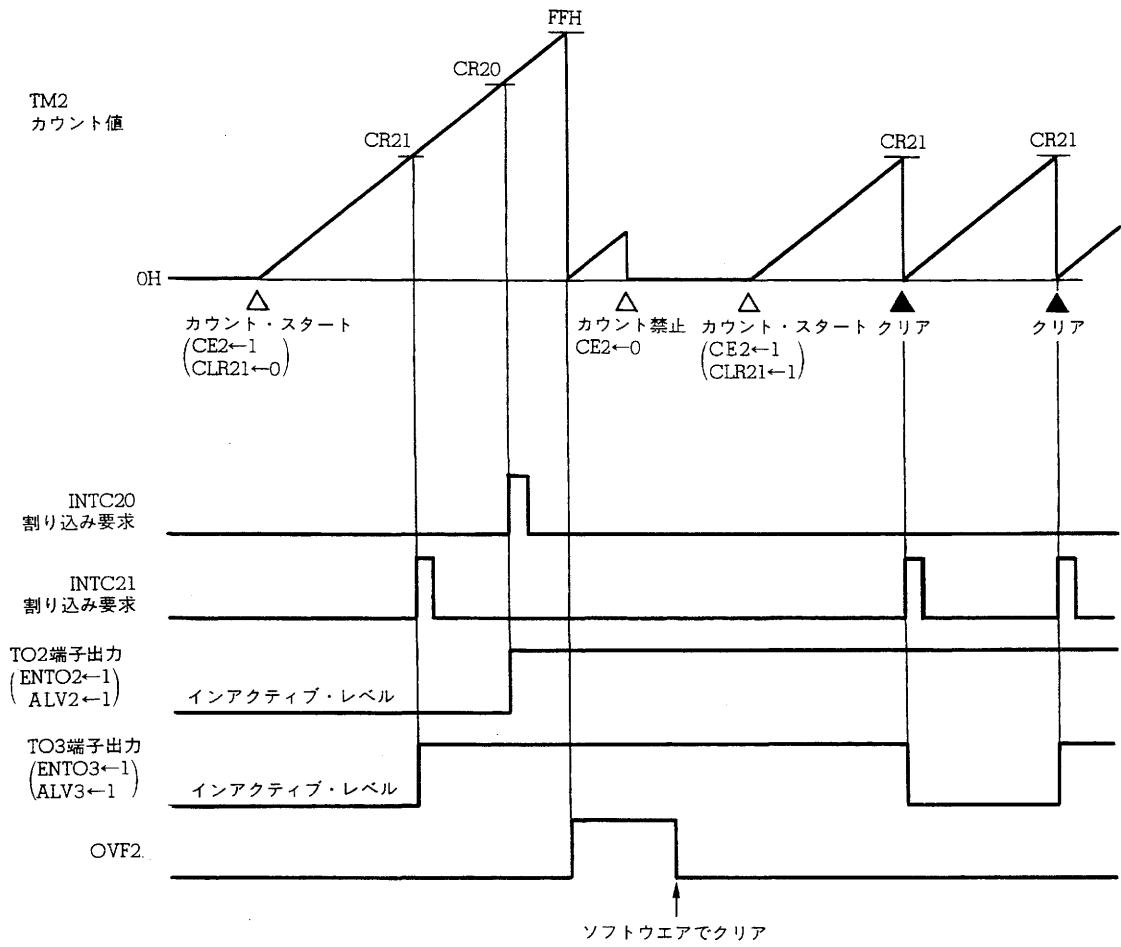 FFH
CR20
TM2
カウント値
CR21
CR21
CR21
0H
カウント・スタート
(CE2←1
CLR21←0)
カウント禁止
CE2←0
カウント・スタート
(CE2←1
CLR21←1)
クリア
クリア
INTC20
割り込み要求
INTC21
割り込み要求
TO2端子出力
(ENTO2←1
ALV2←1)
インアクティブ・レベル
TO3端子出力
(ENTO3←1
ALV3←1)
インアクティブ・レベル
OVF2
ソフトウエアでクリア